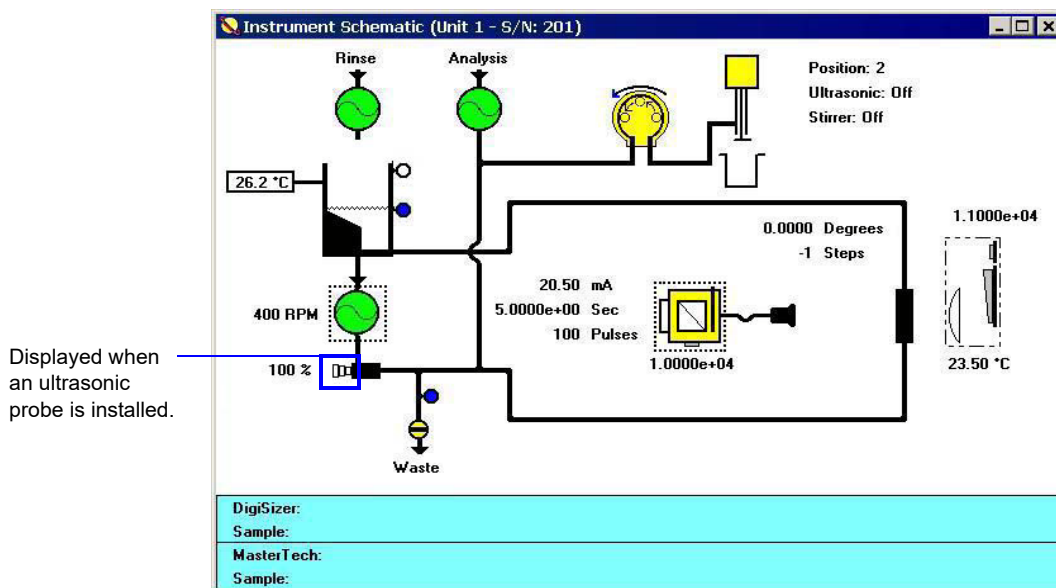 Instrument Schematic (Unit 1 - S/N: 201)
Rinse
Analysis
Position: 2
Ultrasonic: Off
Stirrer: Off
26.2 °C
0.0000 Degrees
-1 Steps
1.1000e+04
20.50 mA
5.0000e+00 Sec
100 Pulses
400 RPM
1.0000e+04
23.50 °C
Displayed when
an ultrasonic
probe is installed.
100 %
Waste
DigiSizer:
Sample:
MasterTech:
Sample: